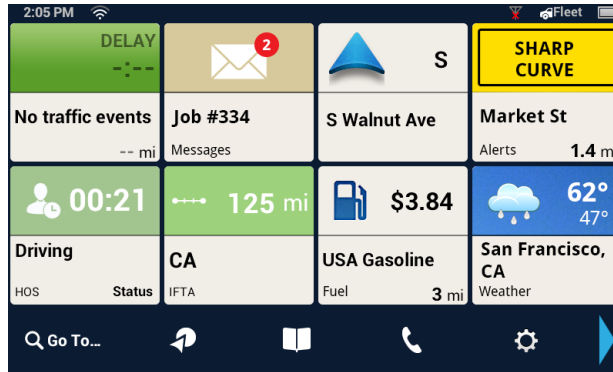 2:05 PM
Fleet
DELAY
-:--
No traffic events
-- mi
2
Job #334
Messages
S
S Walnut Ave
SHARP
CURVE
Market St
Alerts
1.4 m
00:21
Driving
HOS
Status
125 mi
CA
IFTA
$3.84
USA Gasoline
Fuel
3 mi
62°
47°
San Francisco,
CA
Weather
Go To...